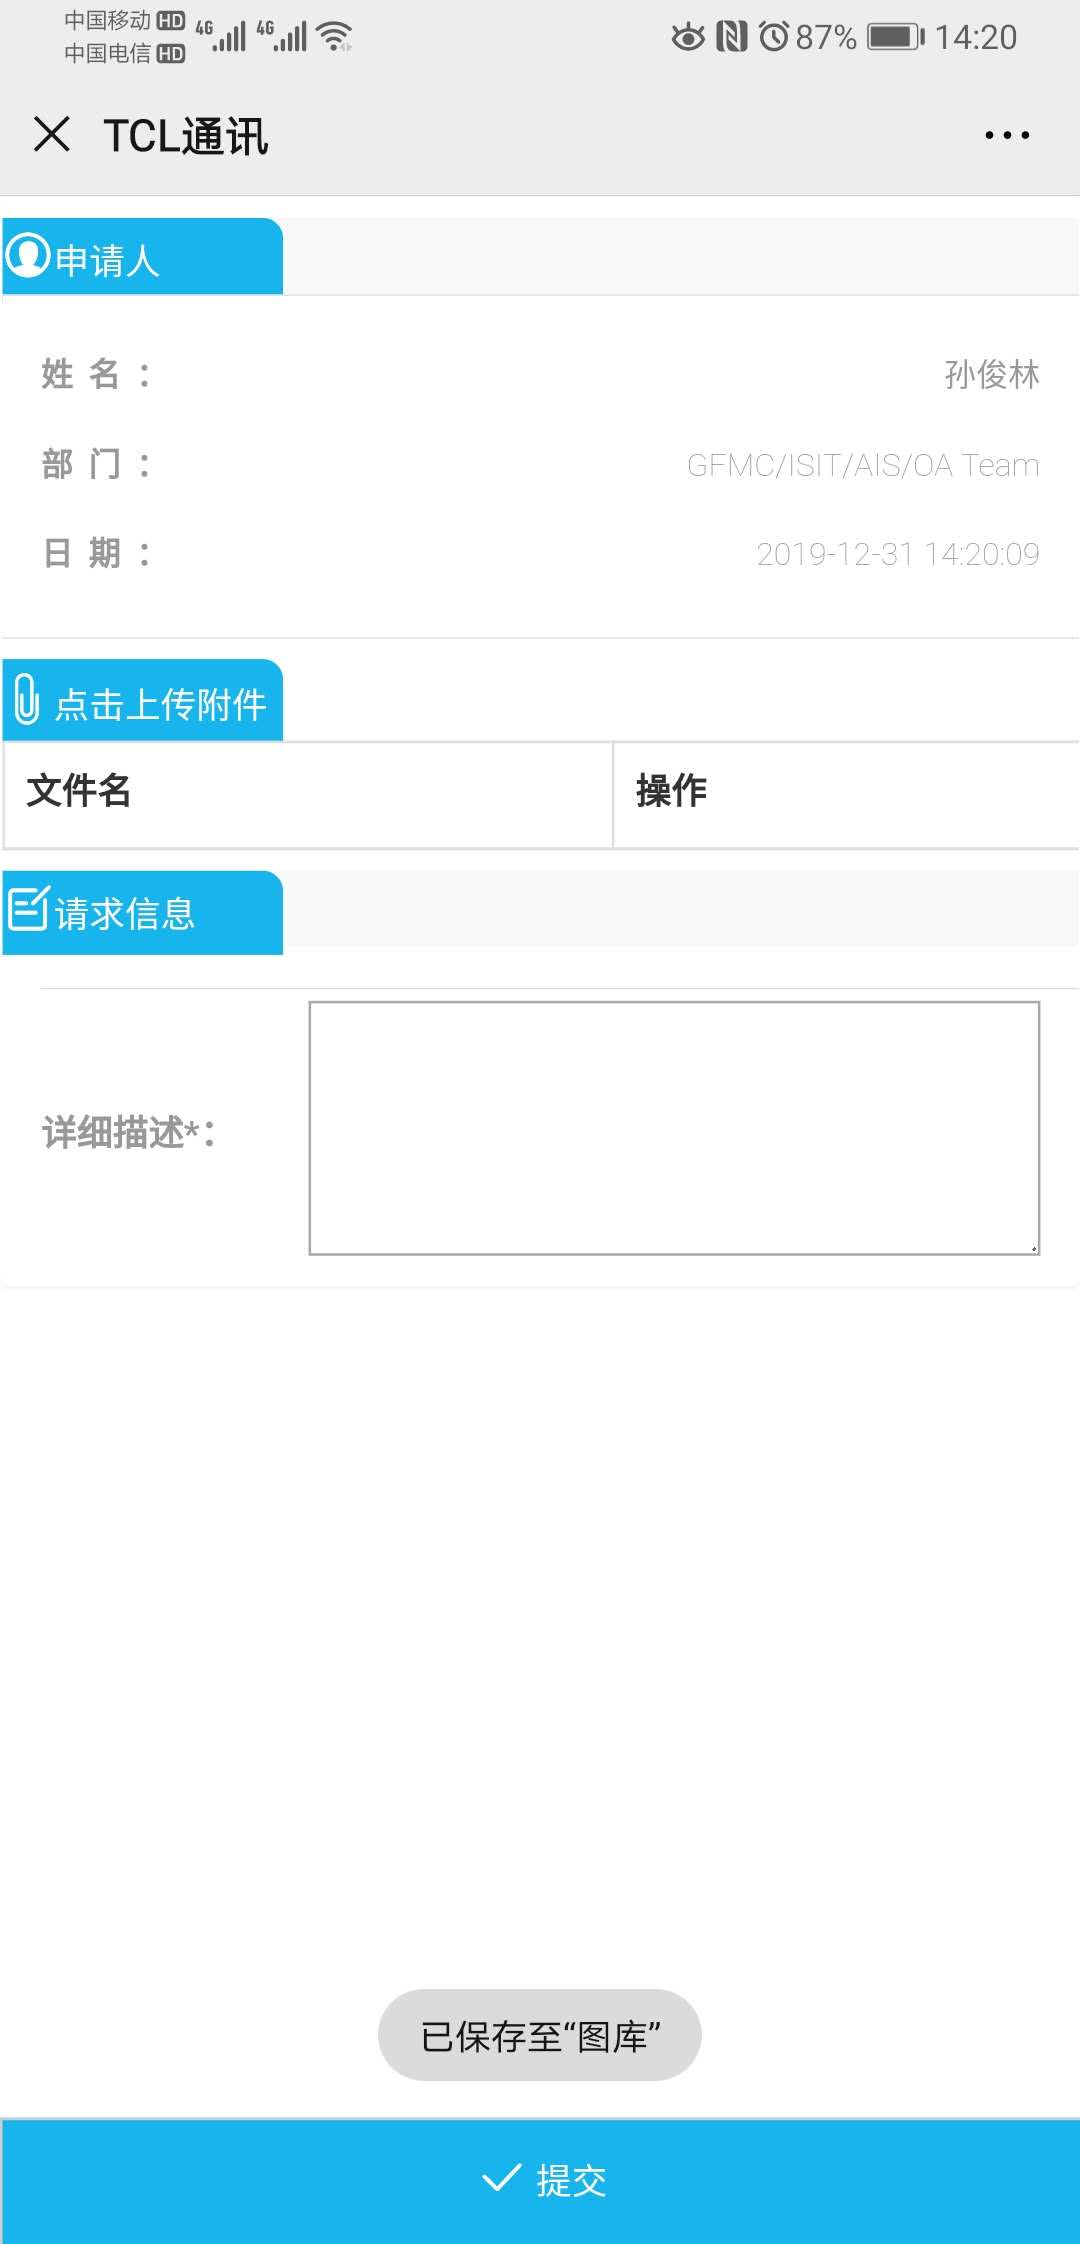 中国移动 HD 4G 4G 87% 14:20
中国电信 HD
TCL通讯
申请人
姓 名 ： 孙俊林
部 门 ： GFMC/ISIT/AIS/OA Team
日 期 ： 2019-12-31 14:20:09
点击上传附件
文件名 操作
请求信息
详细描述*：
已保存至“图库”
提交